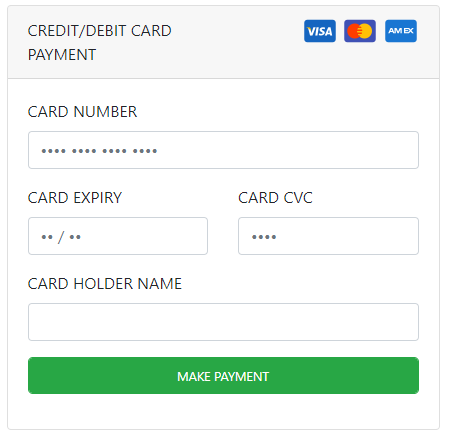 CREDIT/DEBIT CARD
PAYMENT
VISA
AMEX
CARD NUMBER
•••• •••• •••• ••••
CARD EXPIRY
CARD CVC
•• / ••
••••
CARD HOLDER NAME
MAKE PAYMENT